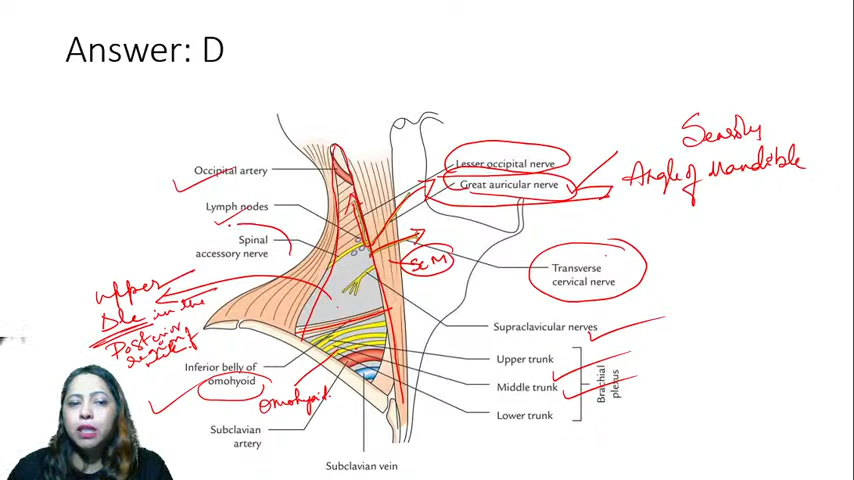 Answer: D
Occipital artery
Lymph nodes
Spinal
accessory nerve
Inferior belly of
omohyoid
Subclavian
artery
Subclavian vein
Lesser occipital nerve
Great auricular nerve
Transverse
cervical nerve
Supraclavicular nerves
Upper trunk
Middle trunk
Lower trunk
Brachial
plexus
Sensory
Angle of Mandible
ScM
upper
Δle in the
Posterior
Omohyoid